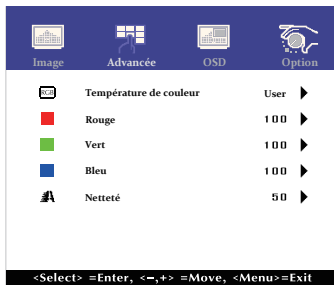 Image Advancée OSD Option
RGB Température de couleur User
Rouge 100
Vert 100
Bleu 100
Netteté 50
<Select> =Enter, <−,+> =Move, <Menu>=Exit